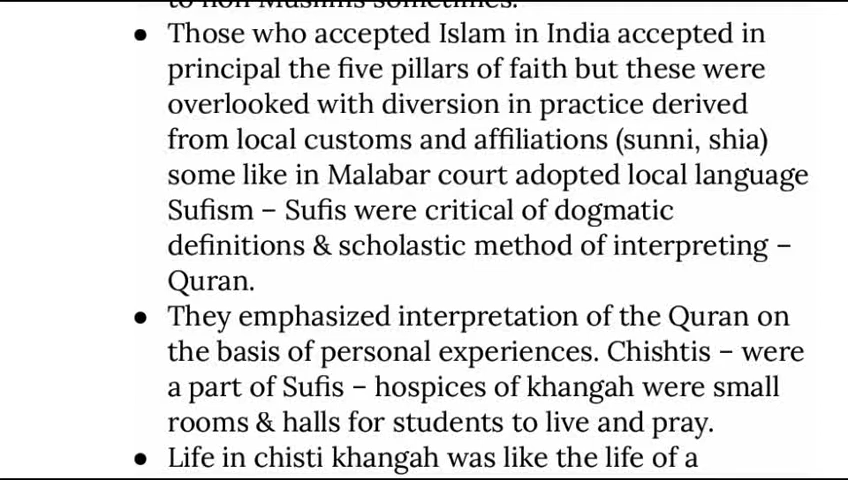 to non Muslims sometimes.
● Those who accepted Islam in India accepted in
principal the five pillars of faith but these were
overlooked with diversion in practice derived
from local customs and affiliations (sunni, shia)
some like in Malabar court adopted local language
Sufism – Sufis were critical of dogmatic
definitions & scholastic method of interpreting –
Quran.
● They emphasized interpretation of the Quran on
the basis of personal experiences. Chishtis – were
a part of Sufis – hospices of khangah were small
rooms & halls for students to live and pray.
● Life in chisti khangah was like the life of a